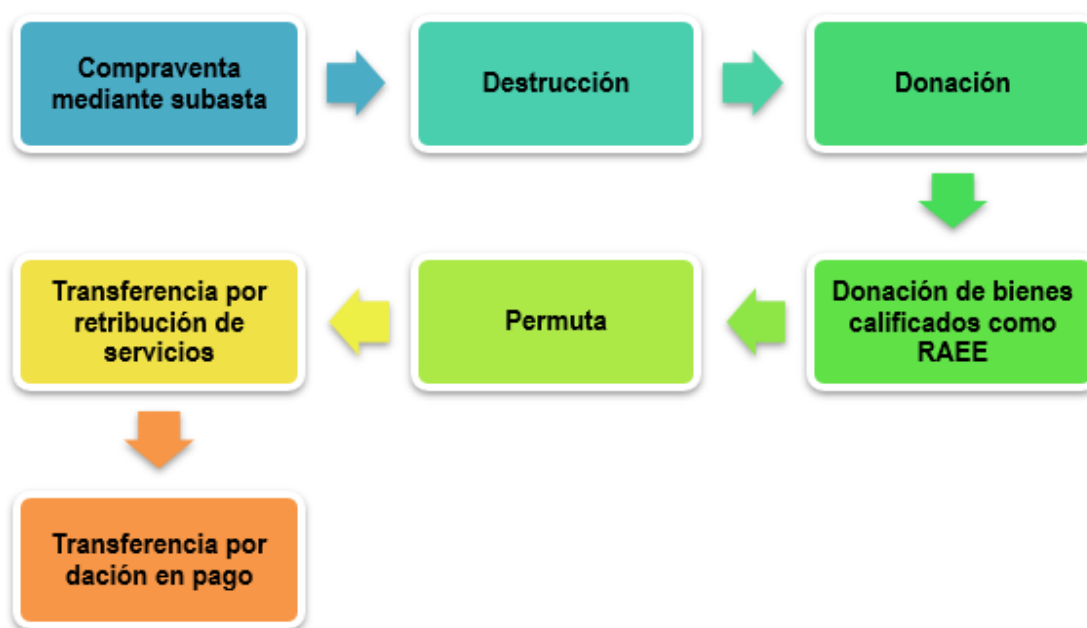 Compraventa
mediante subasta
Destrucción
Donación
Donación de bienes
calificados como
RAEE
Permuta
Transferencia por
retribución de
servicios
Transferencia por
dación en pago